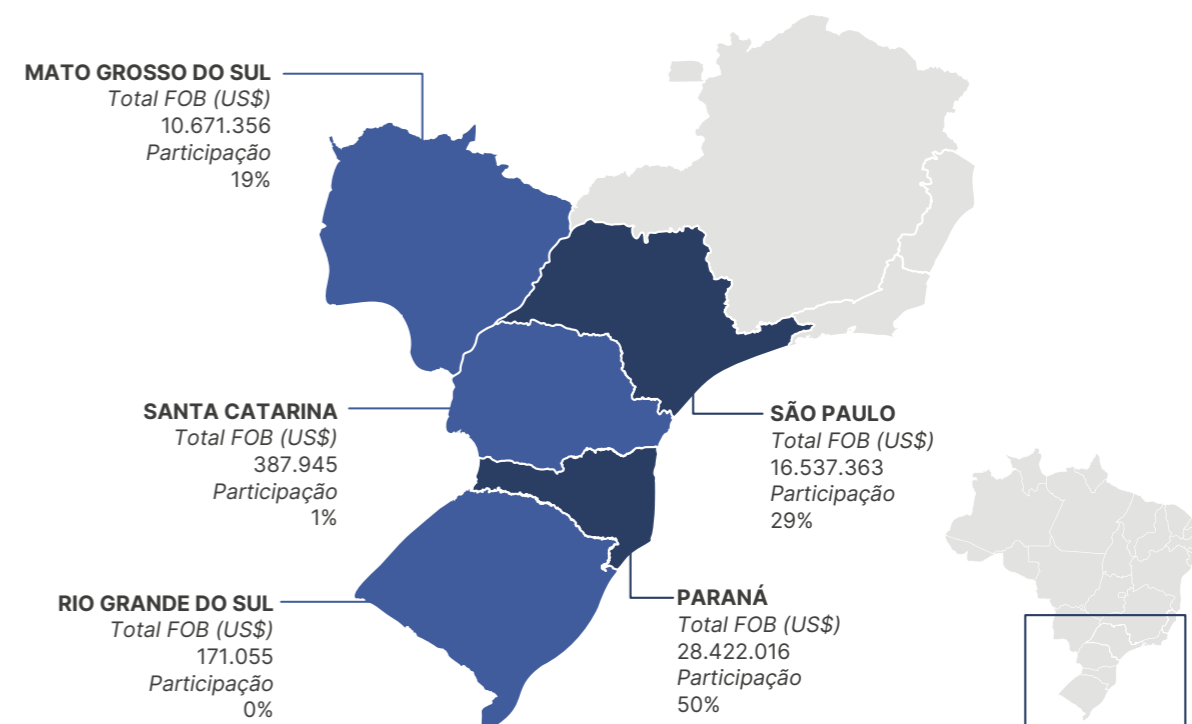 MATO GROSSO DO SUL
Total FOB (US$)
10.671.356
Participação
19%
SANTA CATARINA
Total FOB (US$)
387.945
Participação
1%
SÃO PAULO
Total FOB (US$)
16.537.363
Participação
29%
RIO GRANDE DO SUL
Total FOB (US$)
171.055
Participação
0%
PARANÁ
Total FOB (US$)
28.422.016
Participação
50%